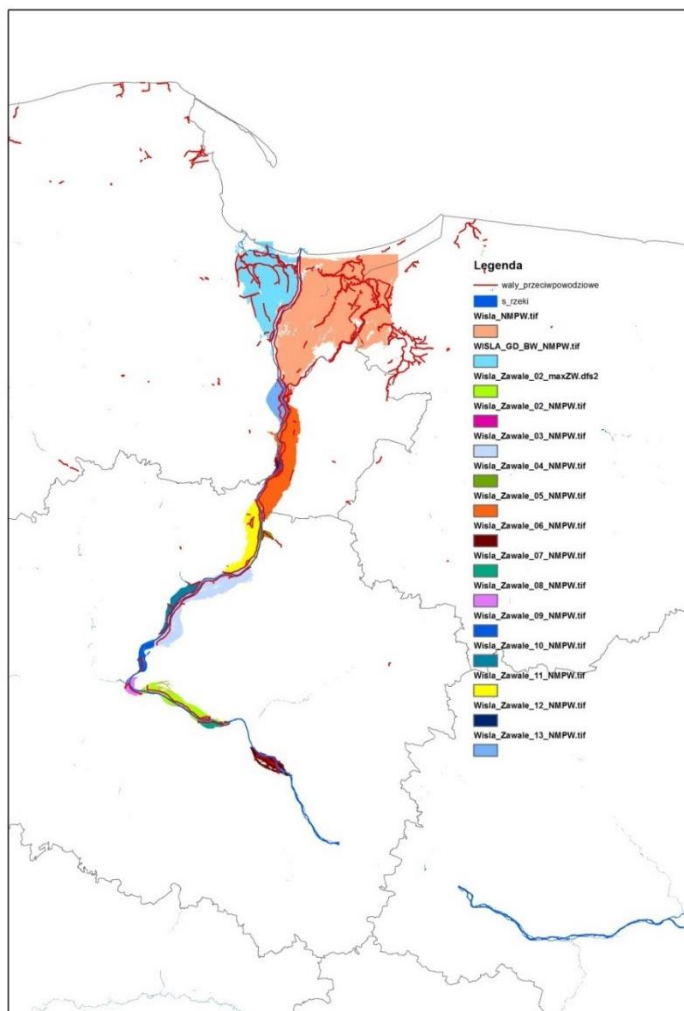 Lęgenda
waly_przeciwpowodziowe
s_rzeki
Wisla_NMPW.tif
WISLA_GD_BW_NMPW.tif
Wisla_Zawale_02_maxZW.dfs2
Wisla_Zawale_02_NMPW.tif
Wisla_Zawale_03_NMPW.tif
Wisla_Zawale_04_NMPW.tif
Wisla_Zawale_05_NMPW.tif
Wisla_Zawale_06_NMPW.tif
Wisla_Zawale_07_NMPW.tif
Wisla_Zawale_08_NMPW.tif
Wisla_Zawale_09_NMPW.tif
Wisla_Zawale_10_NMPW.tif
Wisla_Zawale_11_NMPW.tif
Wisla_Zawale_12_NMPW.tif
Wisla_Zawale_13_NMPW.tif